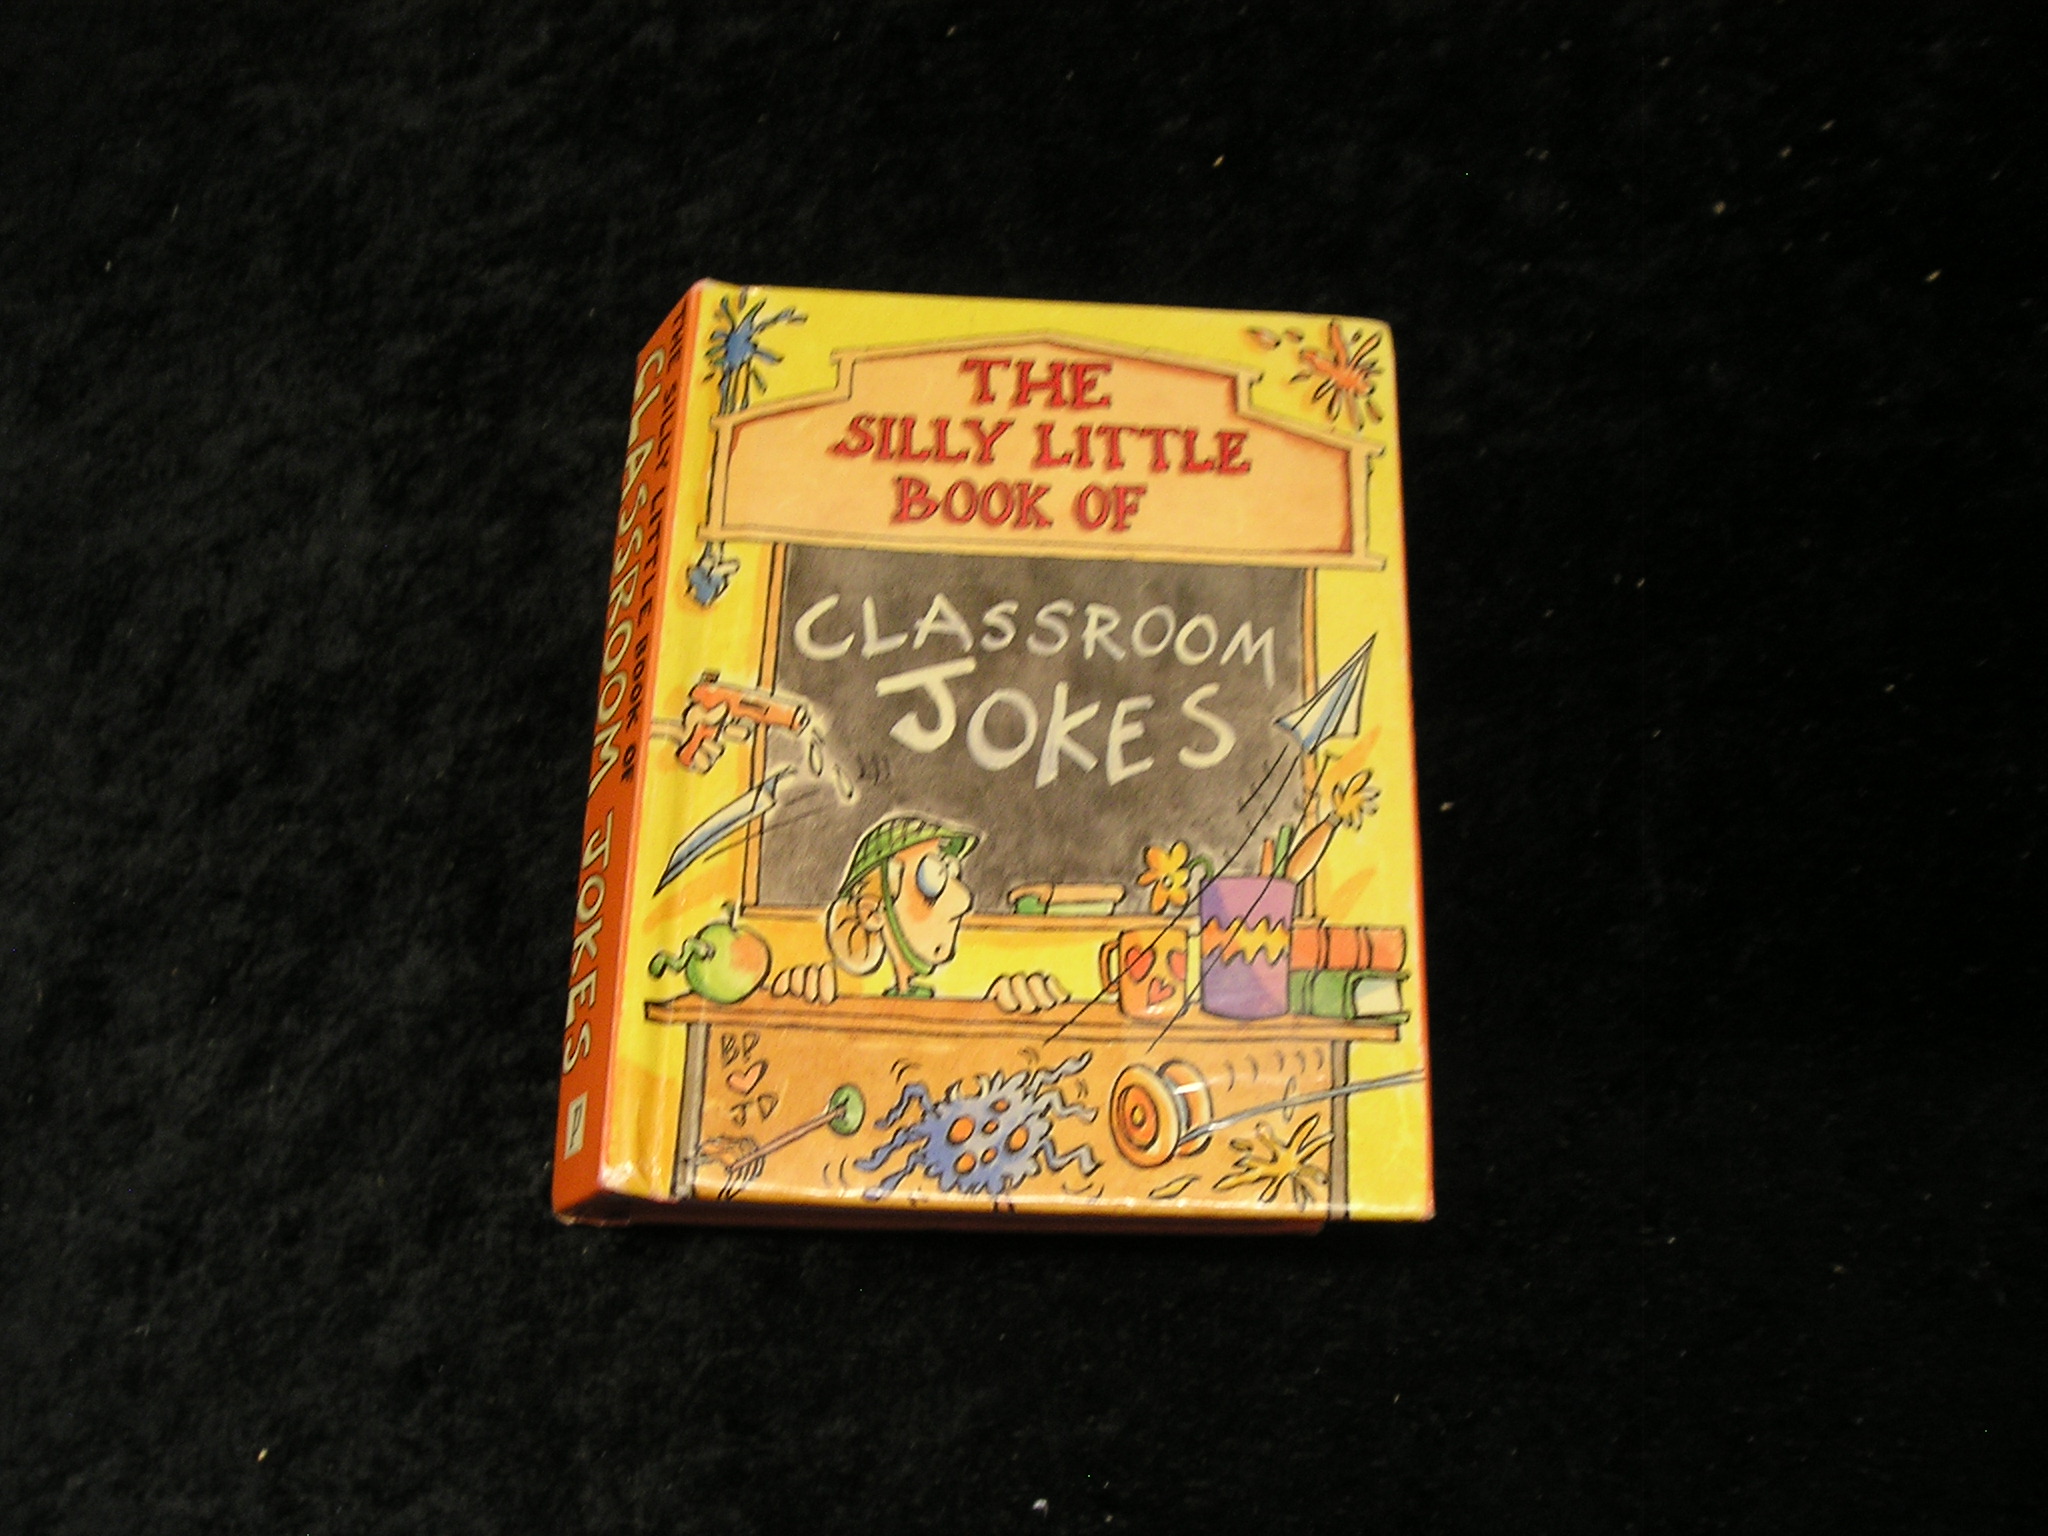 THE
SILLY LITTLE
BOOK OF
CLASSROOM
JOKES
BP
JD
THE SILLY LITTLE BOOK OF
CLASSROOM JOKES